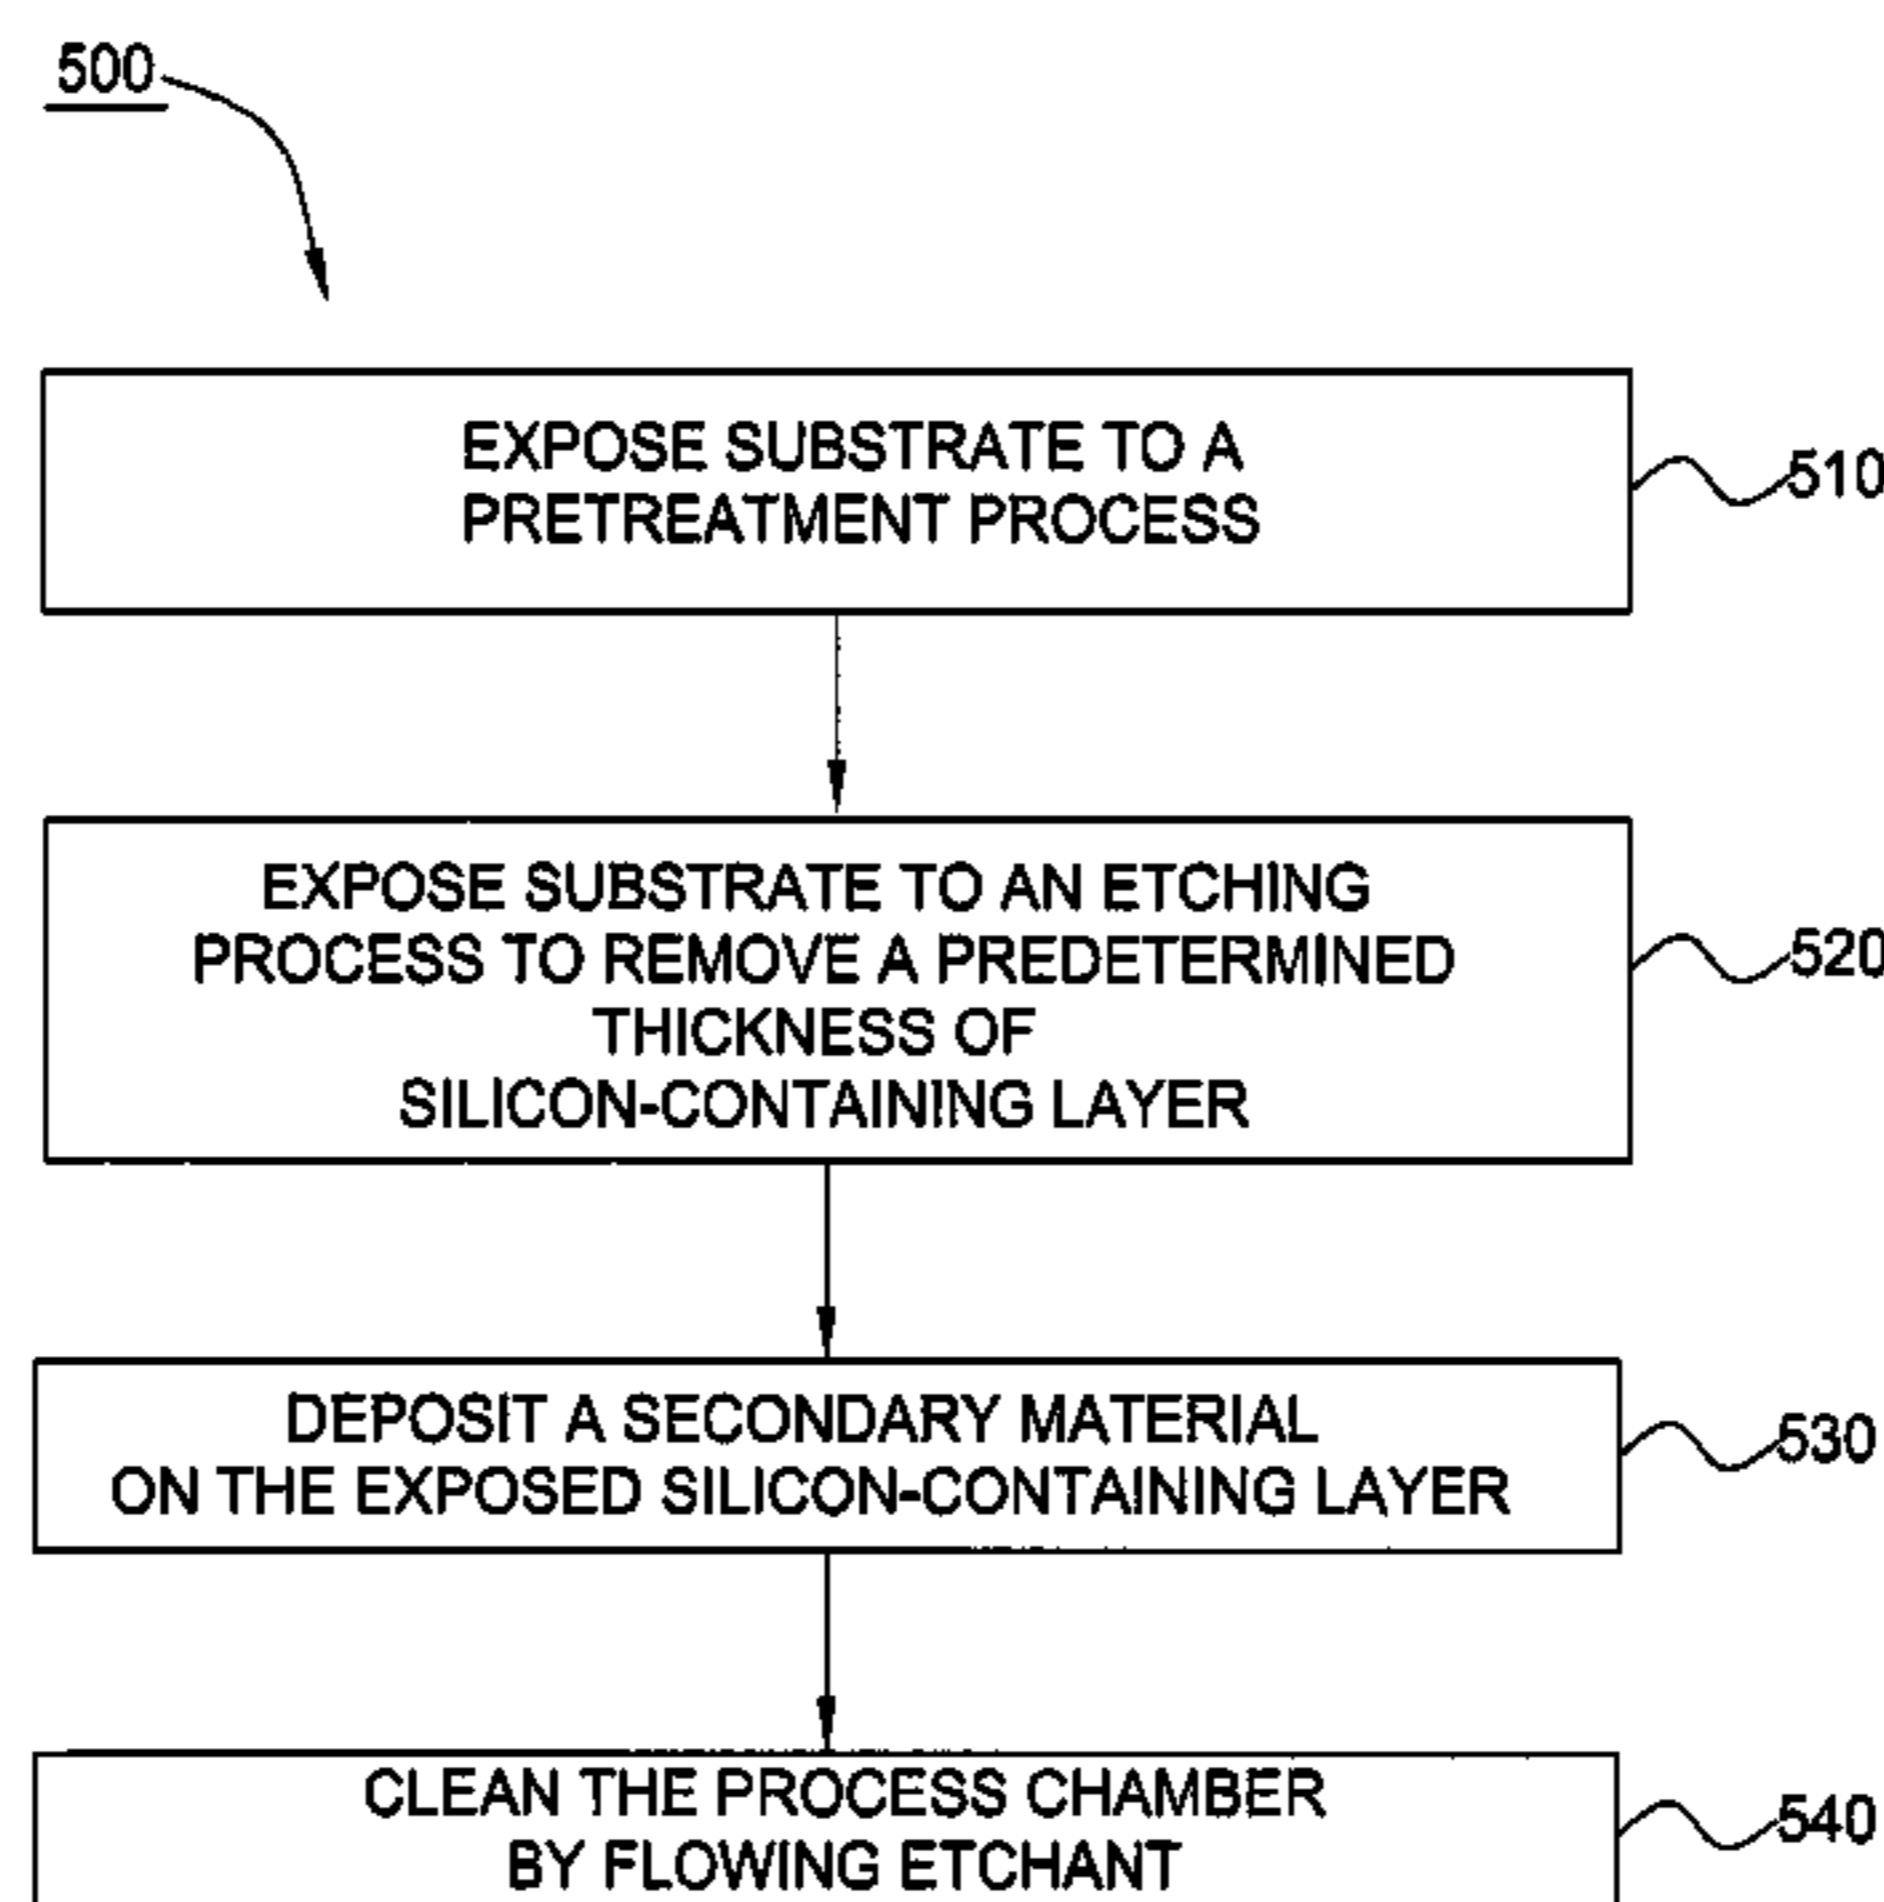 500
EXPOSE SUBSTRATE TO A
PRETREATMENT PROCESS
510
EXPOSE SUBSTRATE TO AN ETCHING
PROCESS TO REMOVE A PREDETERMINED
THICKNESS OF
SILICON-CONTAINING LAYER
520
DEPOSIT A SECONDARY MATERIAL
ON THE EXPOSED SILICON-CONTAINING LAYER
530
CLEAN THE PROCESS CHAMBER
BY FLOWING ETCHANT
540